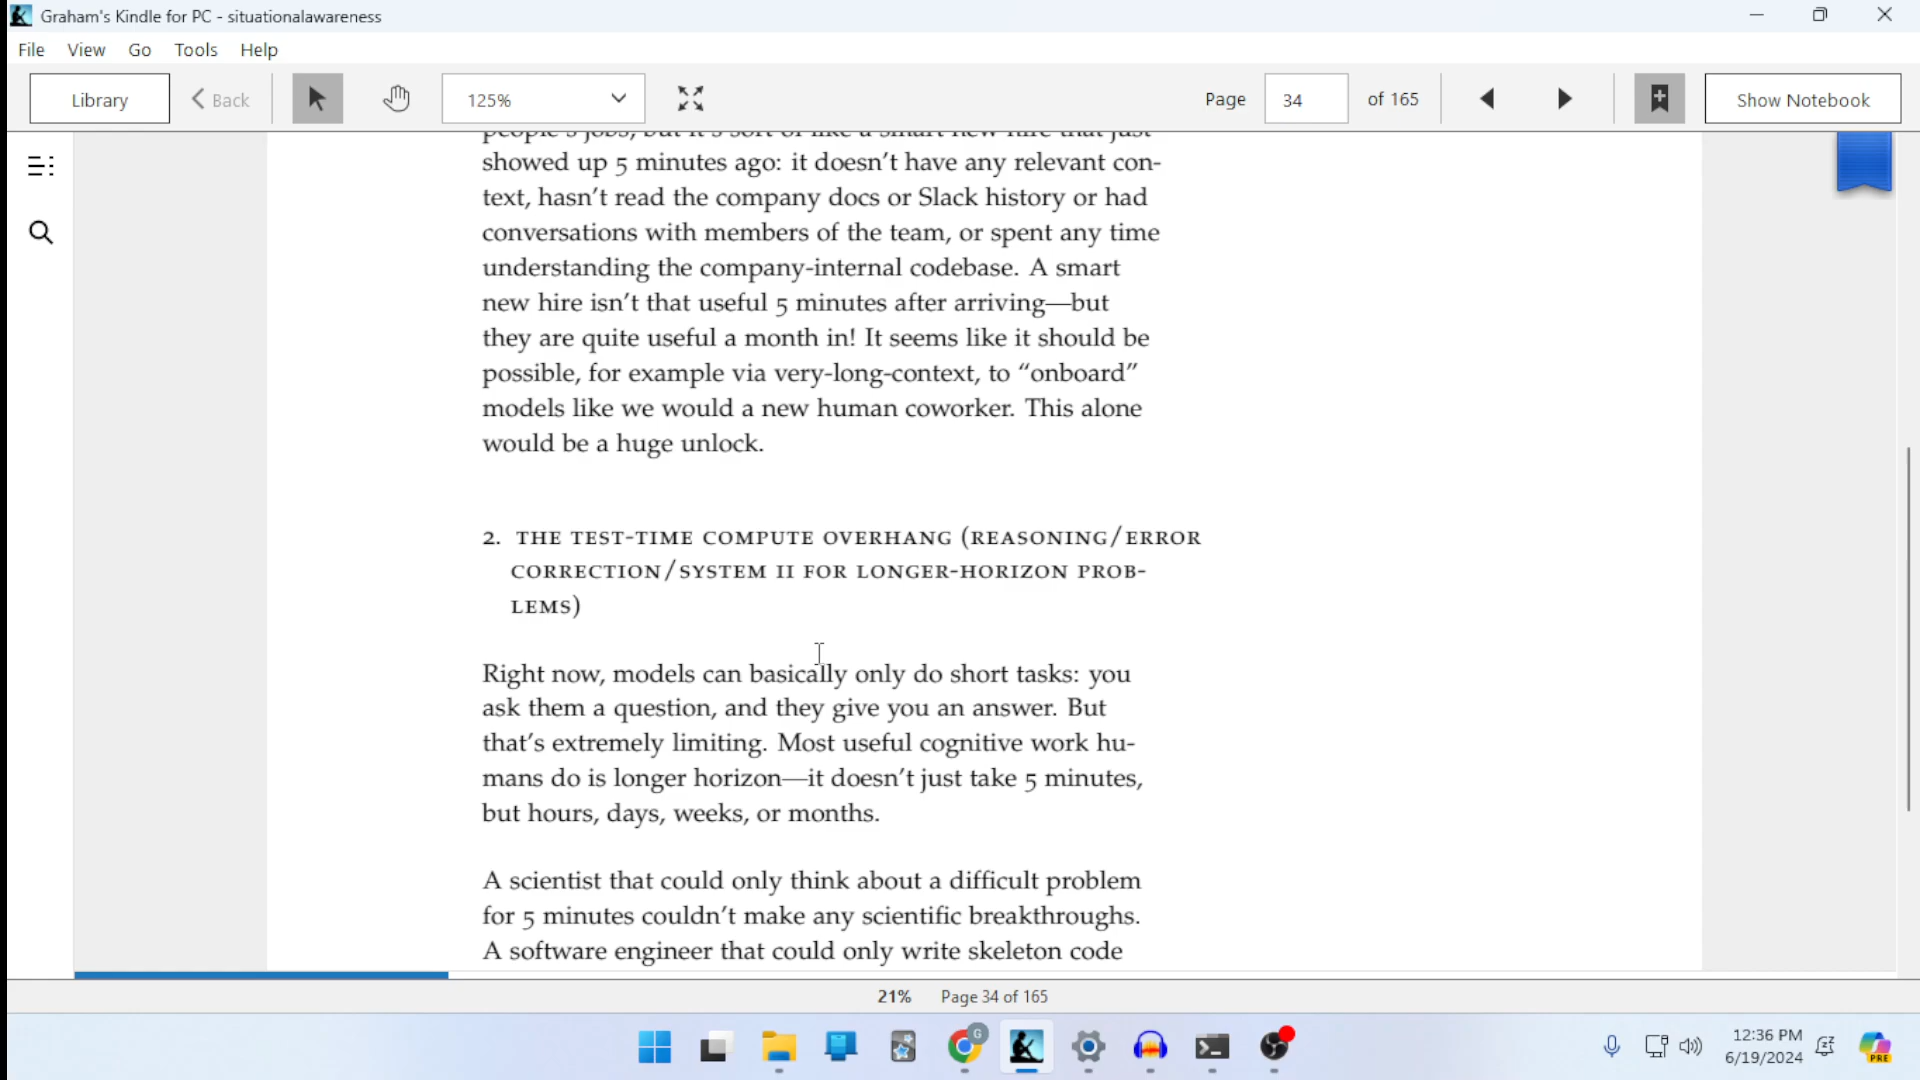 Graham's Kindle for PC - situationalawareness
File View Go Tools Help
Library Back 125% Page 34 of 165 Show Notebook
people's jobs, but it's sort of like a smart new hire that just
showed up 5 minutes ago: it doesn't have any relevant con-
text, hasn't read the company docs or Slack history or had
conversations with members of the team, or spent any time
understanding the company-internal codebase. A smart
new hire isn't that useful 5 minutes after arriving—but
they are quite useful a month in! It seems like it should be
possible, for example via very-long-context, to “onboard”
models like we would a new human coworker. This alone
would be a huge unlock.
2. THE TEST-TIME COMPUTE OVERHANG (REASONING/ERROR
CORRECTION/SYSTEM II FOR LONGER-HORIZON PROB-
LEMS)
Right now, models can basically only do short tasks: you
ask them a question, and they give you an answer. But
that's extremely limiting. Most useful cognitive work hu-
mans do is longer horizon—it doesn't just take 5 minutes,
but hours, days, weeks, or months.
A scientist that could only think about a difficult problem
for 5 minutes couldn't make any scientific breakthroughs.
A software engineer that could only write skeleton code
21% Page 34 of 165
G
12:36 PM
6/19/2024
PRE